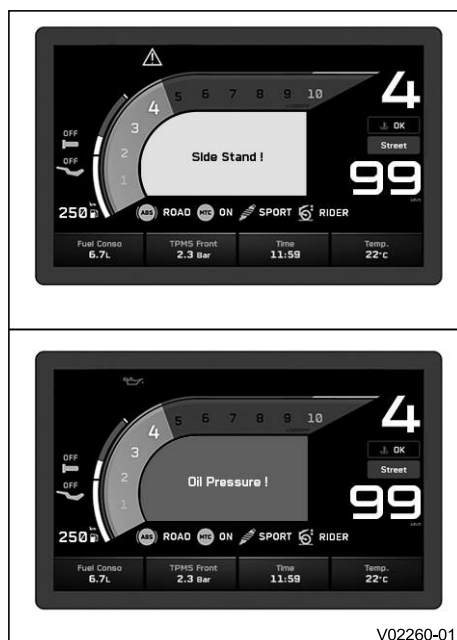 4 5 6 7 8 9 10
3
2
1
OFF
OFF
4
OK
Street
99
Side Stand !
250 km
ABS ROAD MTC ON SPORT RIDER
Fuel Conso TPMS Front Time Temp.
6.7L 2.3 Bar 11:59 22°C
4 5 6 7 8 9 10
3
2
1
OFF
OFF
4
OK
Street
99
Oil Pressure !
250 km
ABS ROAD MTC ON SPORT RIDER
Fuel Conso TPMS Front Time Temp.
6.7L 2.3 Bar 11:59 22°C
V02260-01